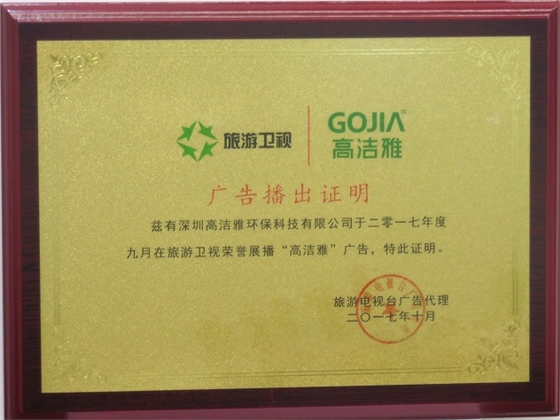 旅游卫视
GOJIA®
高洁雅
广告播出证明
兹有深圳高洁雅环保科技有限公司于二零一七年度
九月在旅游卫视荣誉展播“高洁雅”广告，特此证明。
旅游电视台广告代理
二〇一七年十月